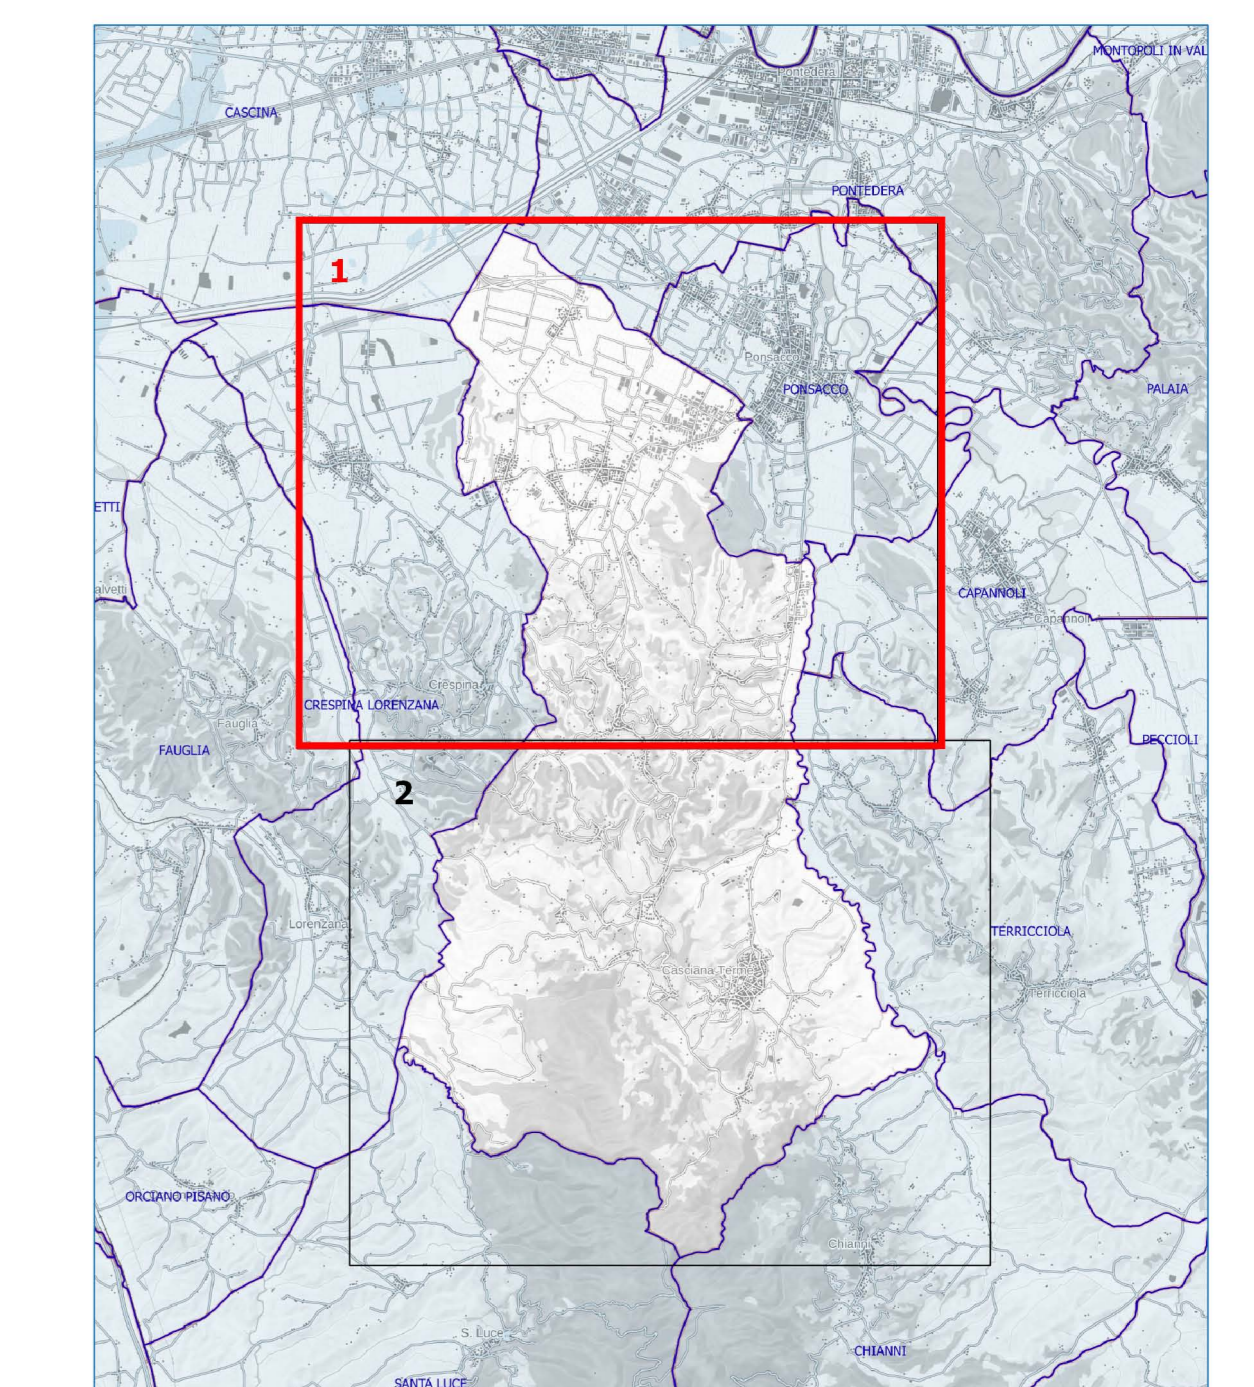 MONTOPOLI IN VAL
Pontedera
CASCINA
PONTEDERA
1
Ponsacco
PONSACCO
PALAIA
ETTI
alvetti
CAPANNOLI
Capannoli
Crespina
CRESPINA LORENZANA
Fauglia
FAUGLIA
PECCIOLI
2
Lorenzana
TERRICCIOLA
Casciana Terme
Terricciola
ORCIANO PISANO
Chianni
S. Luce
CHIANNI
SANTA LUCE